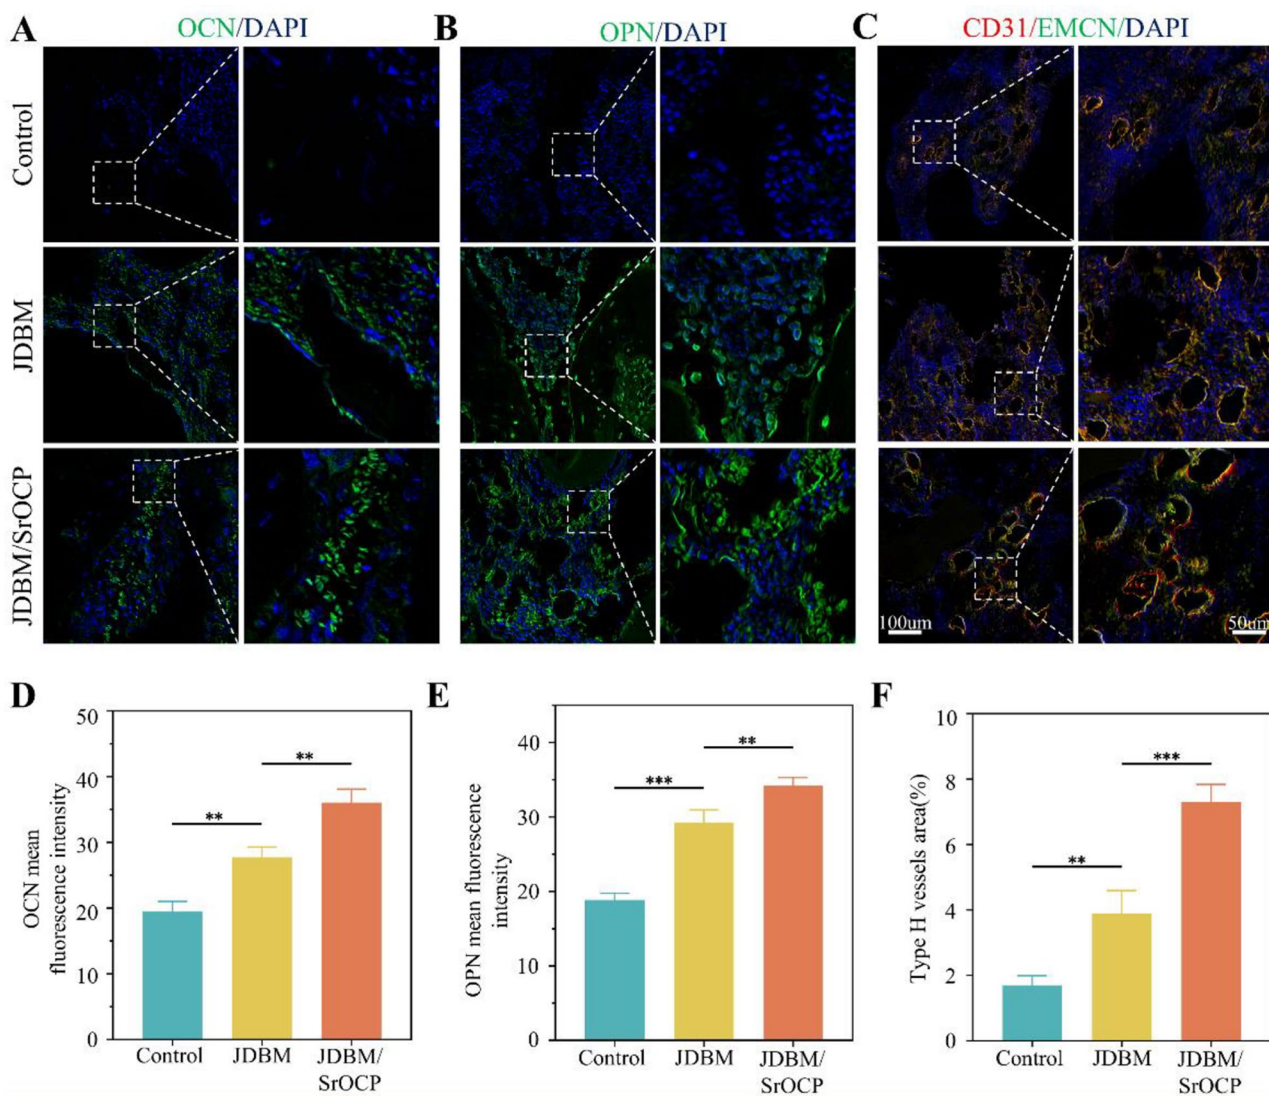 A OCN/DAPI B OPN/DAPI C CD31/EMCN/DAPI
Control
JDBM
JDBM/SrOCP
100um 50um
D
OCN mean
fluorescence intensity
50
40
30
20
10
0
**
**
Control JDBM JDBM/
SrOCP
E
OPN mean fluorescence
intensity
40
30
20
10
0
***
**
Control JDBM JDBM/
SrOCP
F
Type H vessels area(%)
10
8
6
4
2
0
**
***
Control JDBM JDBM/
SrOCP